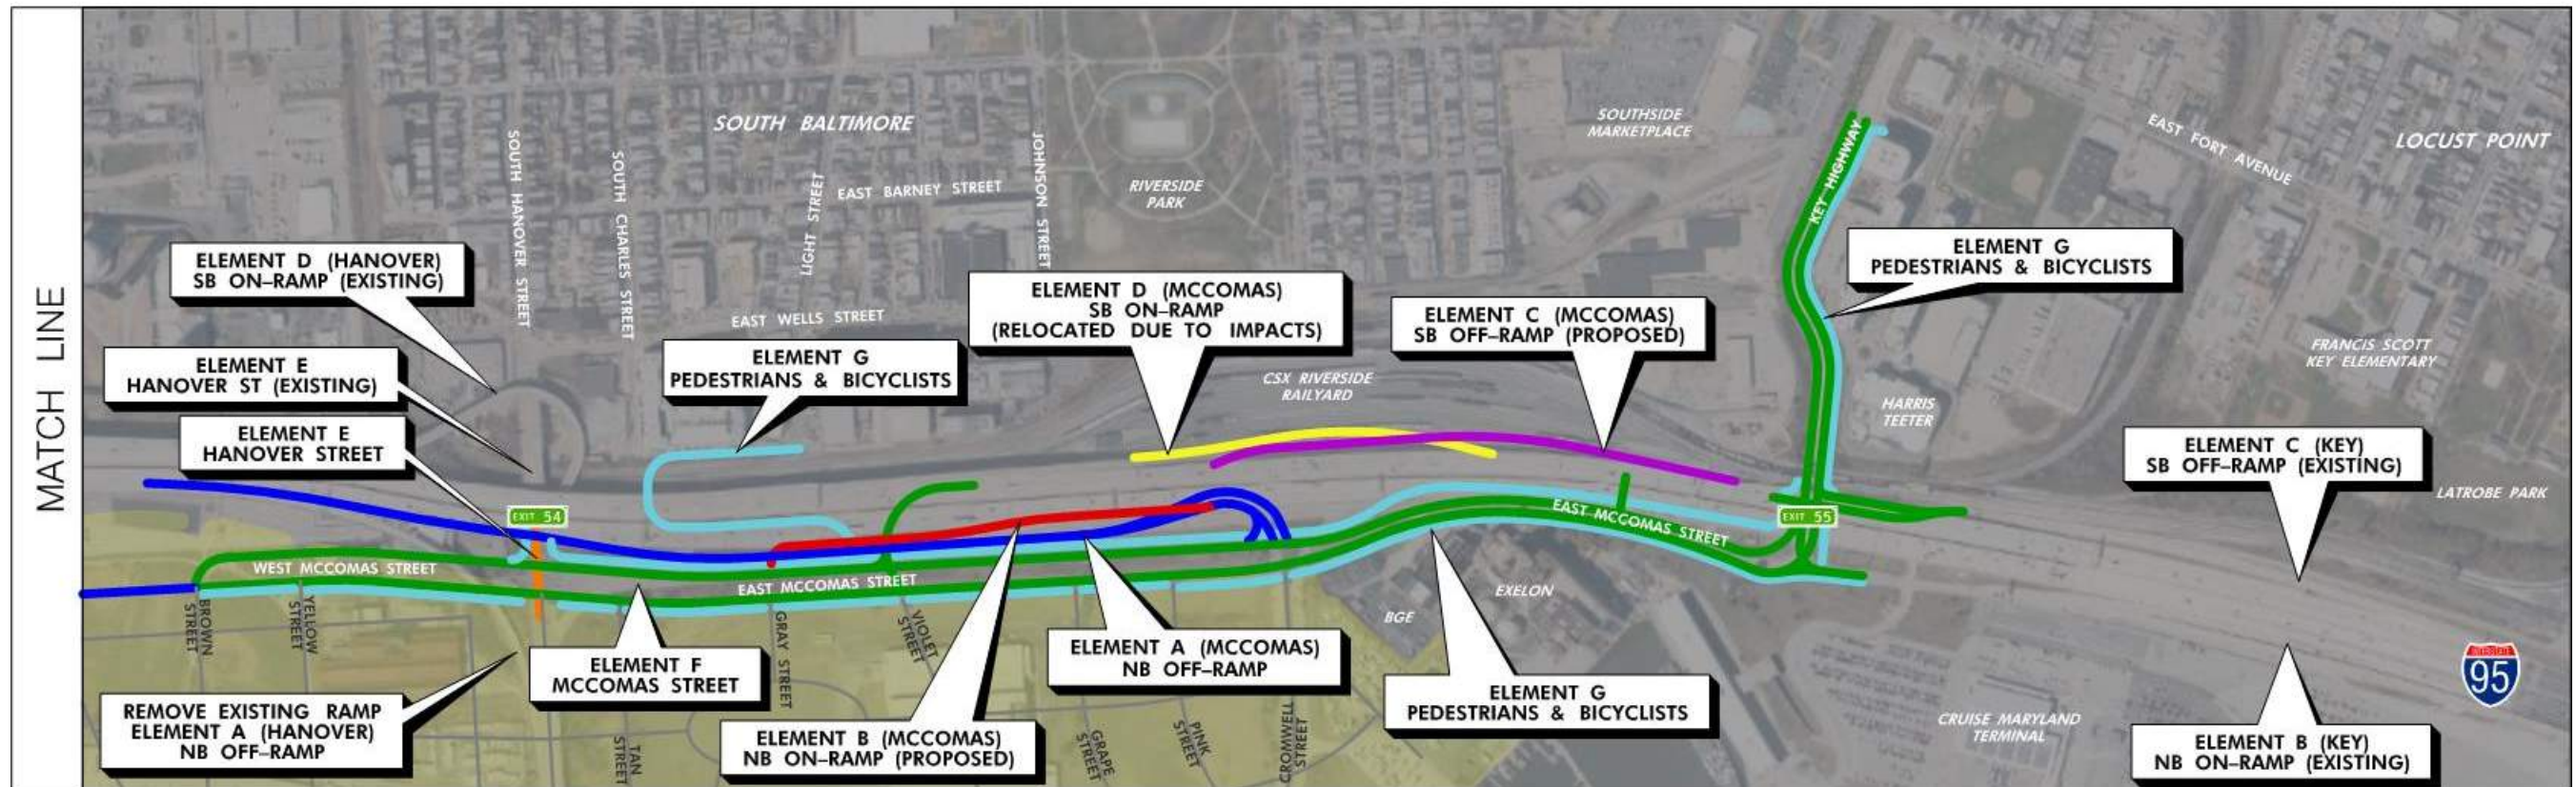 MATCH LINE
SOUTH BALTIMORE
SOUTHSIDE
MARKETPLACE
EAST FORT AVENUE
LOCUST POINT
SOUTH HANOVER STREET
SOUTH CHARLES STREET
LIGHT STREET
EAST BARNEY STREET
JOHNSON STREET
RIVERSIDE
PARK
KEY HIGHWAY
ELEMENT D (HANOVER)
SB ON–RAMP (EXISTING)
EAST WELLS STREET
ELEMENT D (MCCOMAS)
SB ON–RAMP
(RELOCATED DUE TO IMPACTS)
ELEMENT C (MCCOMAS)
SB OFF–RAMP (PROPOSED)
ELEMENT G
PEDESTRIANS & BICYCLISTS
ELEMENT E
HANOVER ST (EXISTING)
ELEMENT G
PEDESTRIANS & BICYCLISTS
CSX RIVERSIDE
RAILYARD
FRANCIS SCOTT
KEY ELEMENTARY
HARRIS
TEETER
ELEMENT E
HANOVER STREET
ELEMENT C (KEY)
SB OFF–RAMP (EXISTING)
LATROBE PARK
EXIT 54
EAST MCCOMAS STREET
EXIT 55
WEST MCCOMAS STREET
EAST MCCOMAS STREET
BROWN
STREET
YELLOW
STREET
GRAY STREET
VIOLET
STREET
BGE
EXELON
ELEMENT F
MCCOMAS STREET
ELEMENT A (MCCOMAS)
NB OFF–RAMP
ELEMENT G
PEDESTRIANS & BICYCLISTS
95
REMOVE EXISTING RAMP
ELEMENT A (HANOVER)
NB OFF–RAMP
TAN
STREET
ELEMENT B (MCCOMAS)
NB ON–RAMP (PROPOSED)
GRAPE
STREET
PINK
STREET
CROMWELL
STREET
CRUISE MARYLAND
TERMINAL
ELEMENT B (KEY)
NB ON–RAMP (EXISTING)